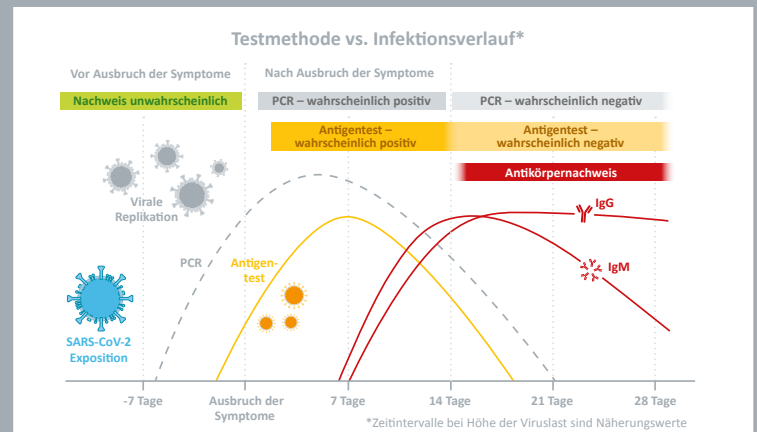 Testmethode vs. Infektionsverlauf*
Vor Ausbruch der Symptome
Nach Ausbruch der Symptome
Nachweis unwahrscheinlich
PCR – wahrscheinlich positiv
PCR – wahrscheinlich negativ
Antigentest –
wahrscheinlich positiv
Antigentest –
wahrscheinlich negativ
Antikörpernachweis
Virale
Replikation
IgG
PCR
Antigen-
test
IgM
SARS-CoV-2
Exposition
-7 Tage
Ausbruch der
Symptome
7 Tage
14 Tage
21 Tage
28 Tage
*Zeitintervalle bei Höhe der Viruslast sind Näherungswerte